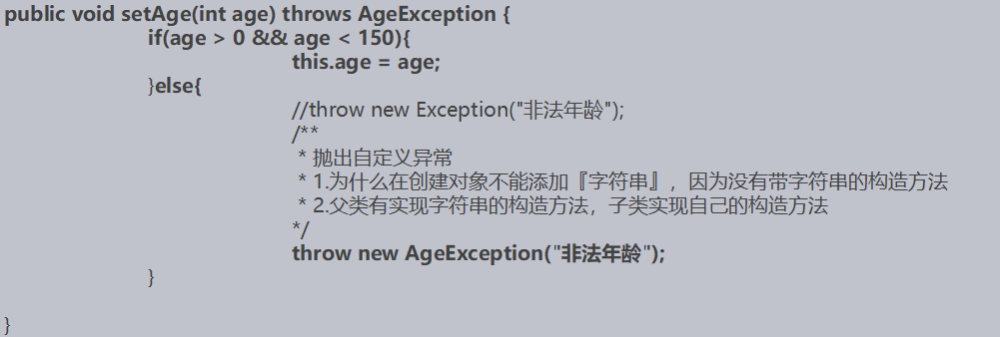 public void setAge(int age) throws AgeException {
if(age > 0 && age < 150){
this.age = age;
}else{
//throw new Exception("非法年龄");
/**
* 抛出自定义异常
* 1.为什么在创建对象不能添加『字符串』，因为没有带字符串的构造方法
* 2.父类有实现字符串的构造方法，子类实现自己的构造方法
*/
throw new AgeException("非法年龄");
}
}